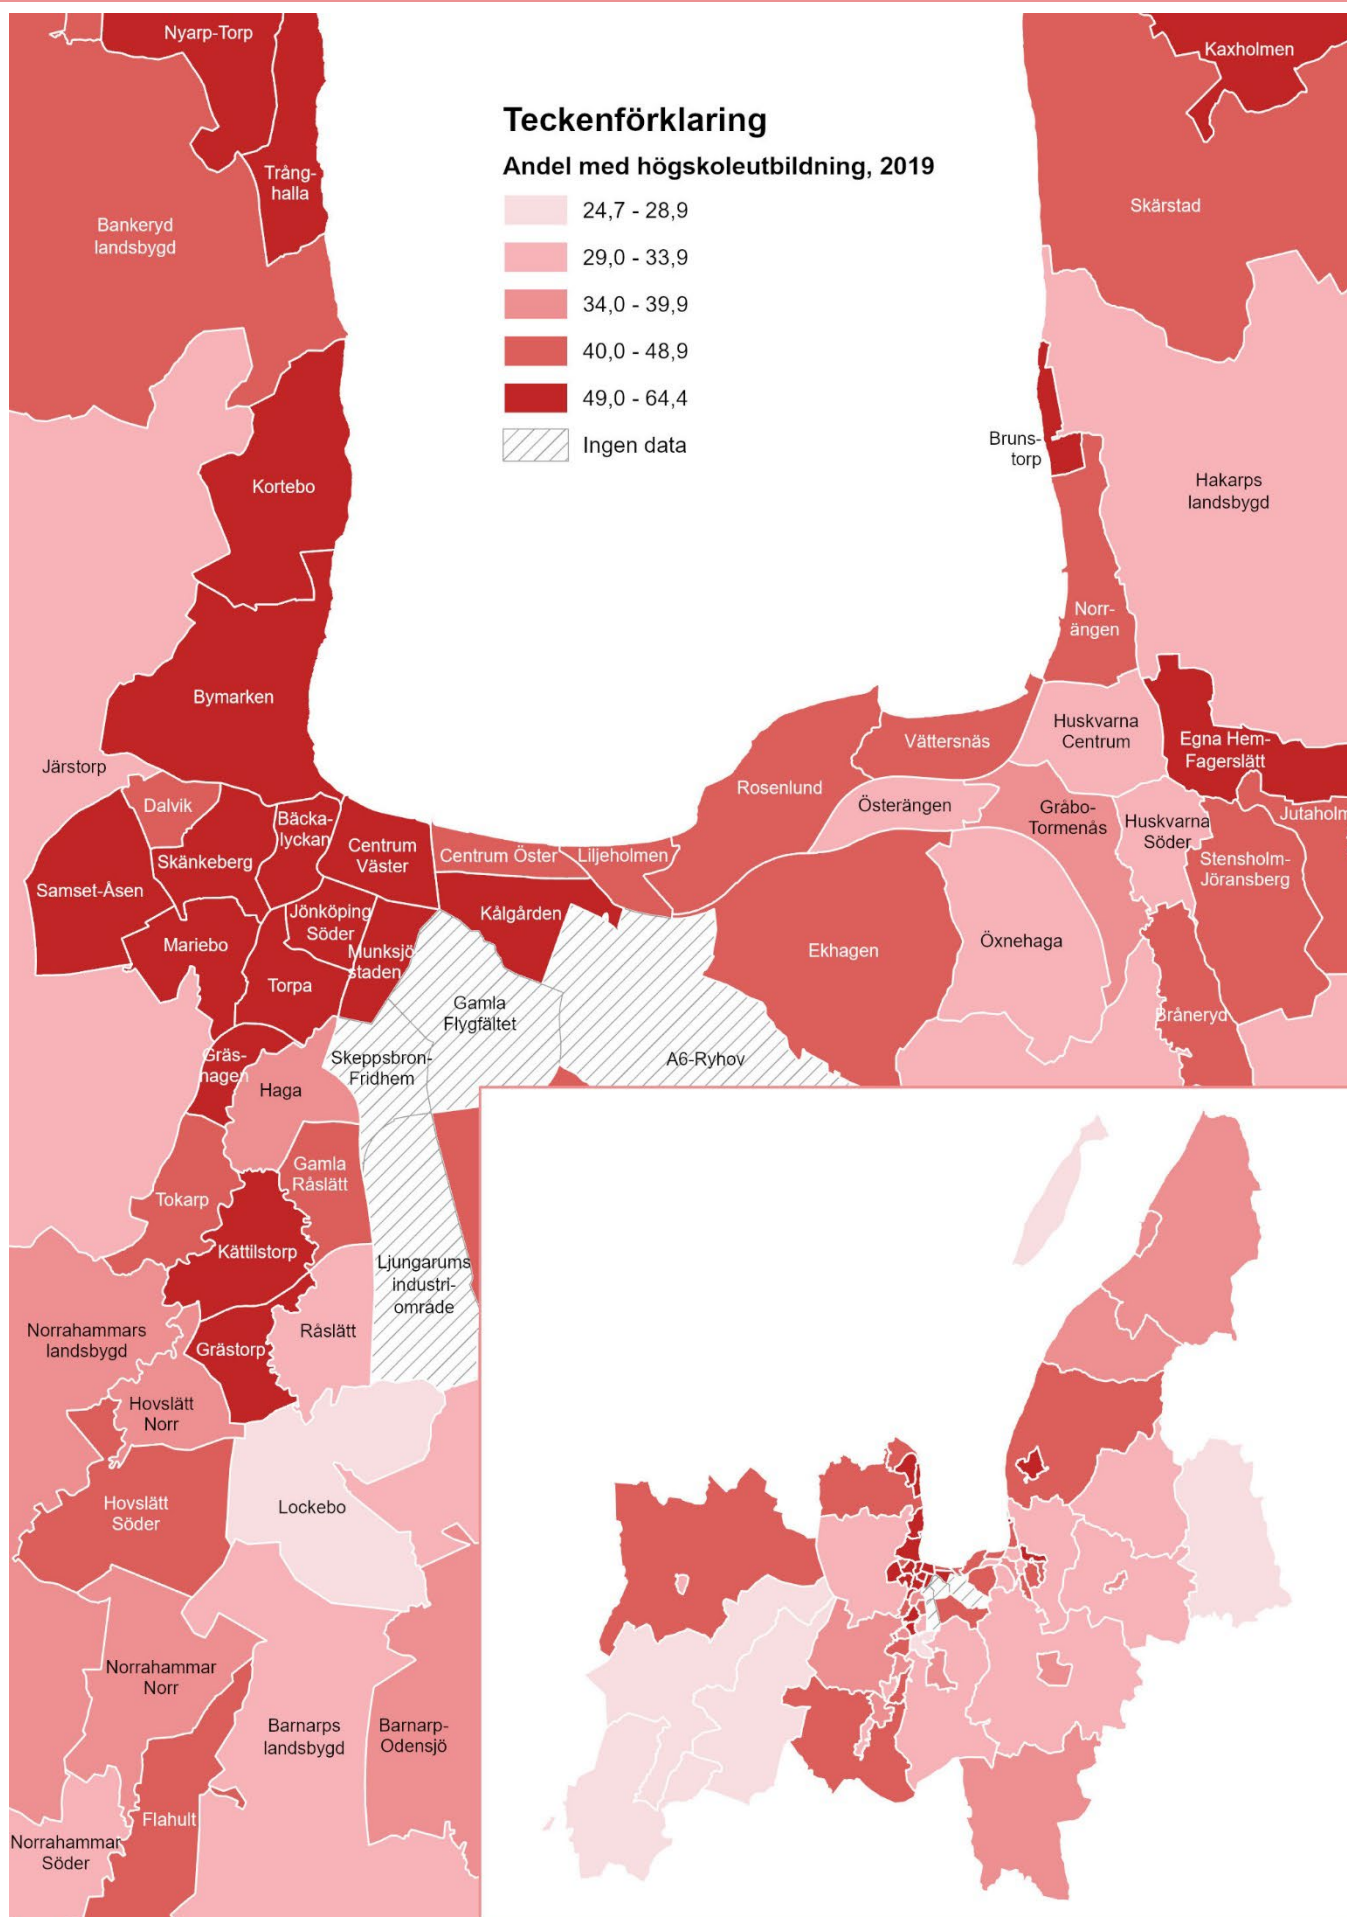 Nyarp-Torp
Kaxholmen
Teckenförklaring
Andel med högskoleutbildning, 2019
24,7 - 28,9
29,0 - 33,9
34,0 - 39,9
40,0 - 48,9
49,0 - 64,4
Ingen data
Trång-
halla
Bankeryd
landsbygd
Skärstad
Bruns-
torp
Hakarps
landsbygd
Kortebo
Norr-
ängen
Bymarken
Huskvarna
Centrum
Egna Hem-
Fagerslätt
Vättersnäs
Järstorp
Rosenlund
Dalvik
Österängen
Gråbo-
Tormenås
Jutaholm
Bäcka-
lyckan
Huskvarna
Söder
Centrum
Väster
Centrum Öster
Liljeholmen
Skänkeberg
Stensholm-
Jöransberg
Samset-Åsen
Jönköping
Söder
Kålgården
Mariebo
Munksjö
staden
Ekhagen
Öxnehaga
Torpa
Gamla
Flygfältet
Bråneryd
Skeppsbron-
Fridhem
A6-Ryhov
Gräs-
hagen
Haga
Gamla
Råslätt
Tokarp
Kättilstorp
Ljungarums
industri-
område
Norrahammars
landsbygd
Råslätt
Grästorp
Hovslätt
Norr
Hovslätt
Söder
Lockebo
Norrahammar
Norr
Barnarps
landsbygd
Barnarp-
Odensjö
Flahult
Norrahammar
Söder